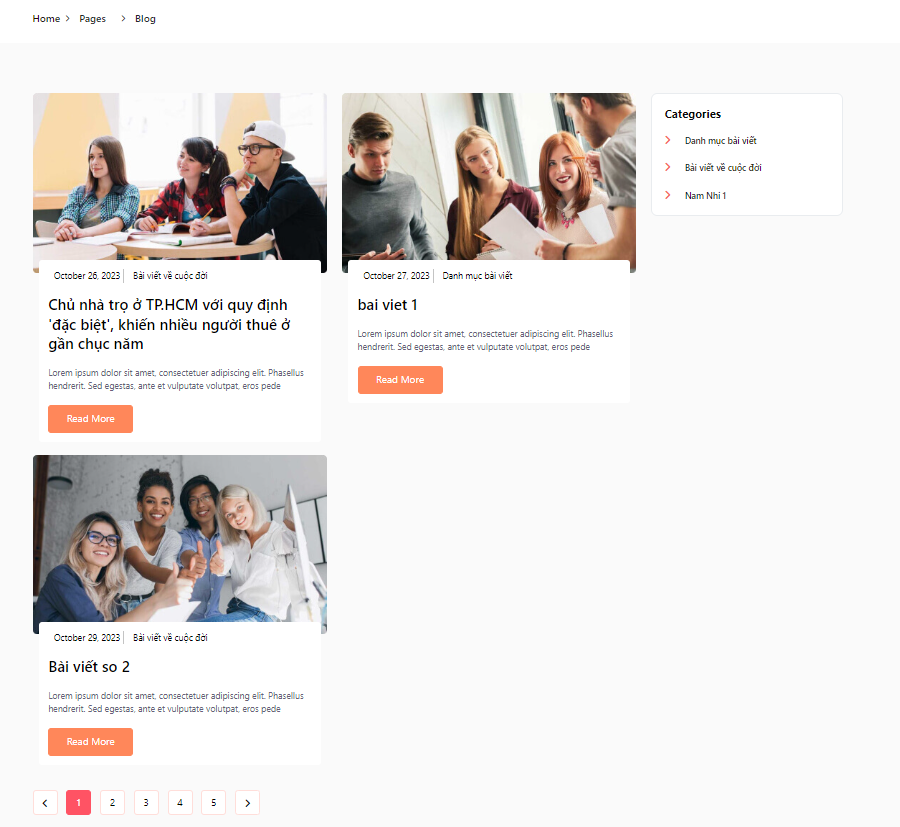 Home > Pages > Blog
October 26, 2023 | Bài viết về cuộc đời
Chủ nhà trọ ở TP.HCM với quy định
'đặc biệt', khiến nhiều người thuê ở
gần chục năm
Lorem ipsum dolor sit amet, consectetuer adipiscing elit. Phasellus
hendrerit. Sed egestas, ante et vulputate volutpat, eros pede
Read More
October 27, 2023 | Danh mục bài viết
bai viet 1
Lorem ipsum dolor sit amet, consectetuer adipiscing elit. Phasellus
hendrerit. Sed egestas, ante et vulputate volutpat, eros pede
Read More
Categories
Danh mục bài viết
Bài viết về cuộc đời
Nam Nhi 1
October 29, 2023 | Bài viết về cuộc đời
Bài viết so 2
Lorem ipsum dolor sit amet, consectetuer adipiscing elit. Phasellus
hendrerit. Sed egestas, ante et vulputate volutpat, eros pede
Read More
1 2 3 4 5